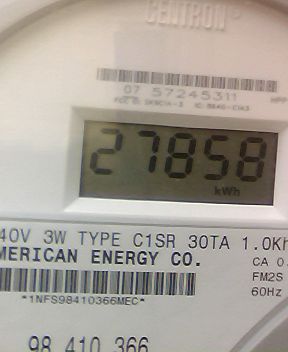 CENTRON®
07 57245311
27858
kWh
40V 3W TYPE C1SR 30TA 1.0Kh
MERICAN ENERGY CO.
CA 0.
FM2S
60Hz
*1NFS98410366MEC*
98 410 366